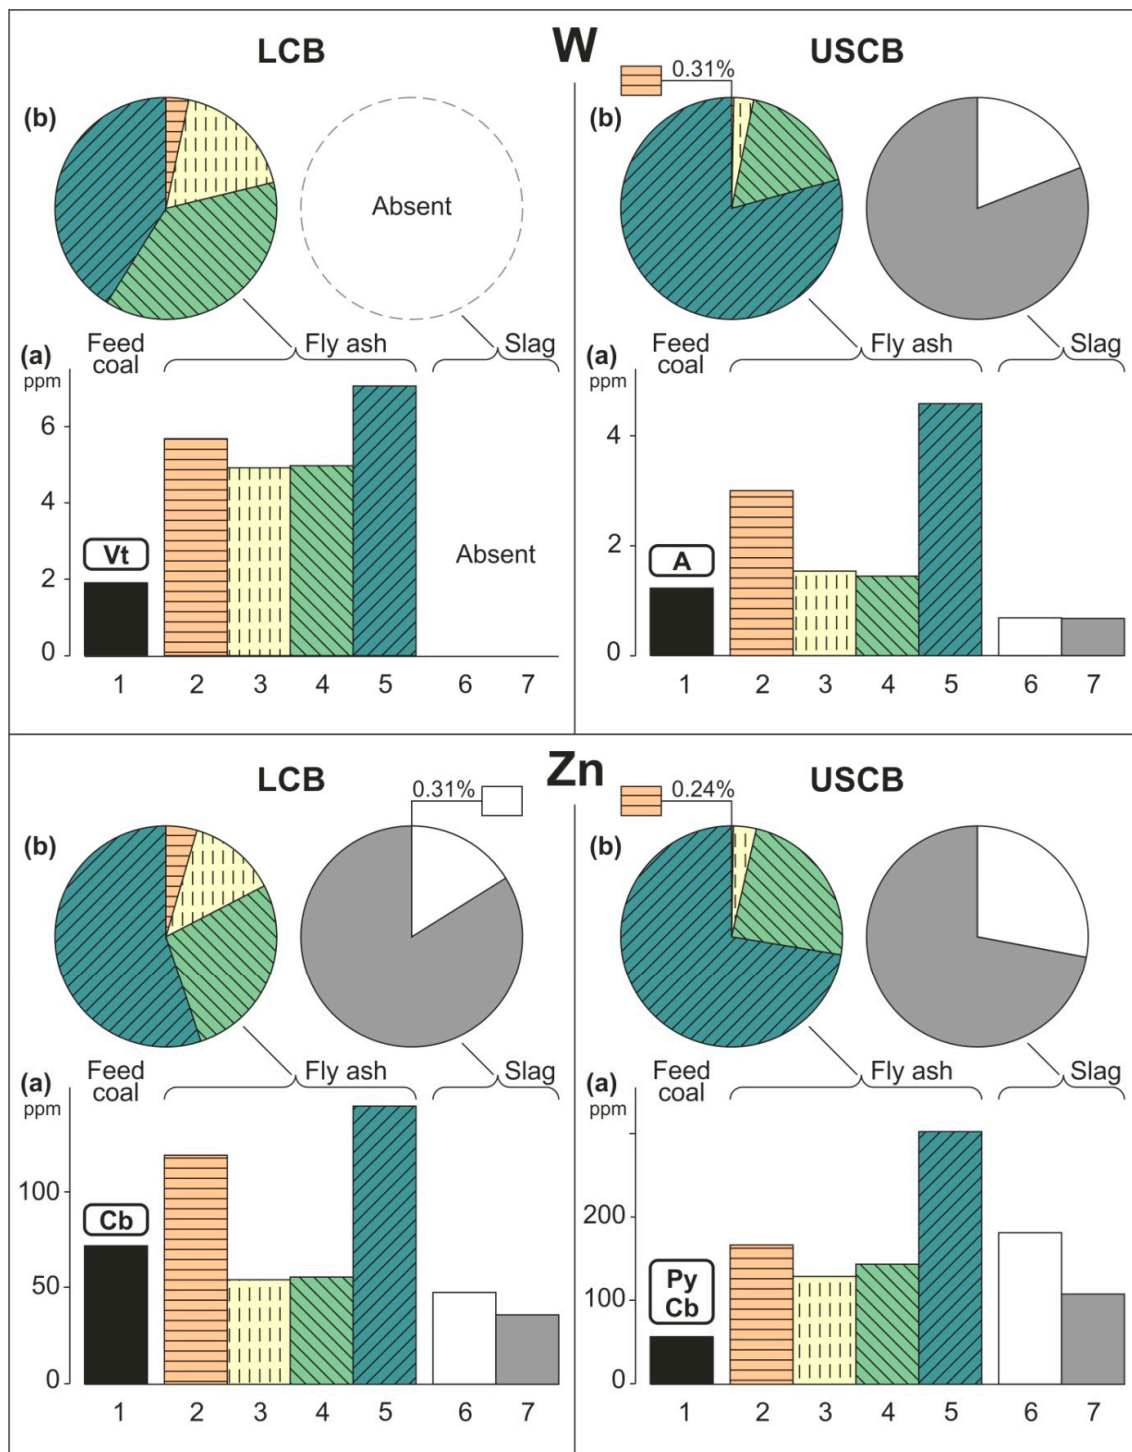 W
LCB
USCB
0.31%
(b)
Absent
(b)
Feed
coal
Fly ash
Slag
Feed
coal
Fly ash
Slag
(a)
ppm
6
4
2
0
Vt
Absent
1 2 3 4 5 6 7
(a)
ppm
4
2
0
A
1 2 3 4 5 6 7
Zn
LCB
USCB
0.31%
0.24%
(b)
(b)
Feed
coal
Fly ash
Slag
Feed
coal
Fly ash
Slag
(a)
ppm
100
50
0
Cb
1 2 3 4 5 6 7
(a)
ppm
200
100
0
Py
Cb
1 2 3 4 5 6 7